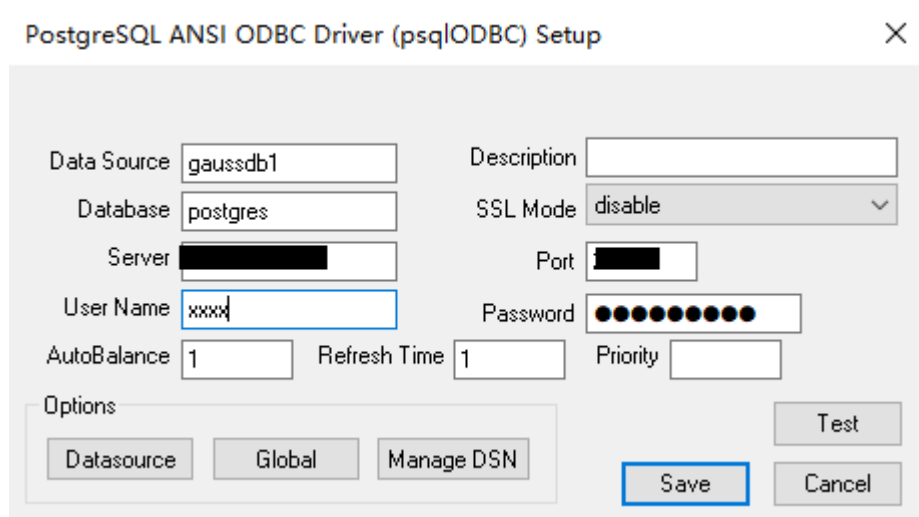 PostgreSQL ANSI ODBC Driver (psqlODBC) Setup
Data Source gaussdb1 Description
Database postgres SSL Mode disable
Server Port
User Name xxxx Password ●●●●●●●●●
AutoBalance 1 Refresh Time 1 Priority
Options
Datasource Global Manage DSN
Test
Save Cancel